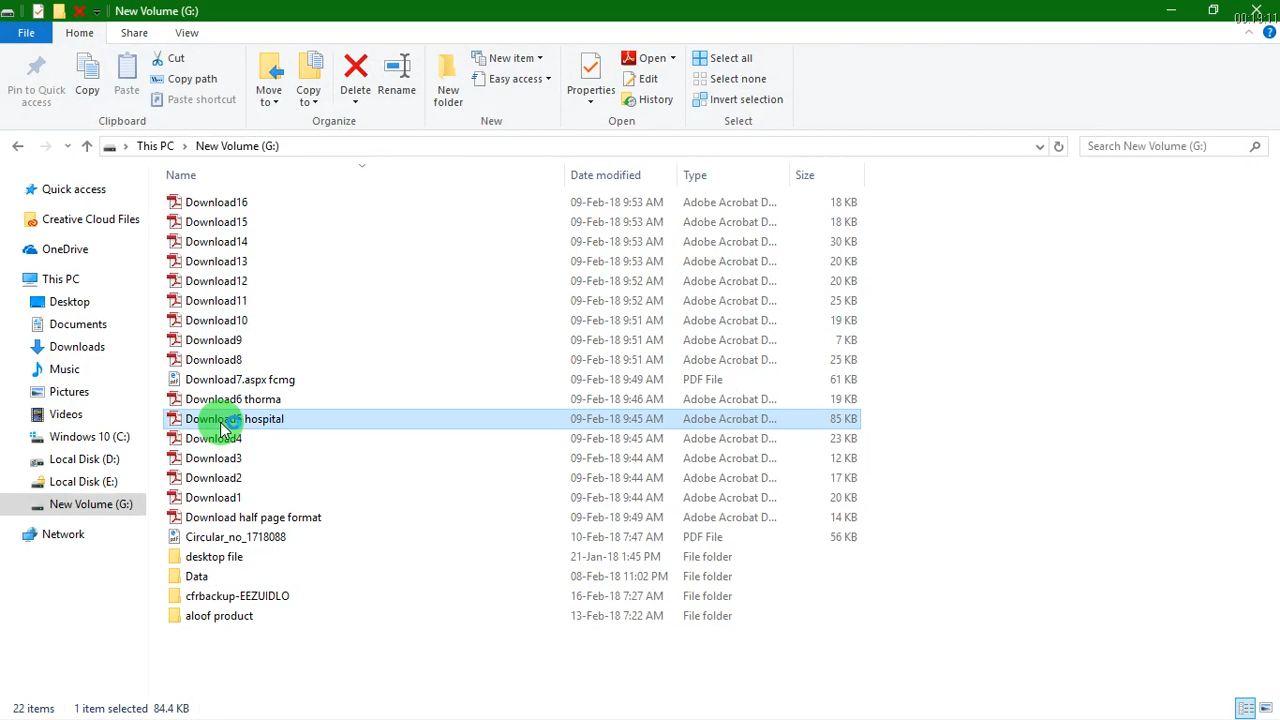 New Volume (G:)
00:19:11
File Home Share View
Pin to Quick access
Copy
Paste
Cut
Copy path
Paste shortcut
Clipboard
Move to
Copy to
Delete
Rename
Organize
New folder
New item
Easy access
New
Properties
Open
Edit
History
Open
Select all
Select none
Invert selection
Select
This PC New Volume (G:)
Search New Volume (G:)
Name Date modified Type Size
Quick access
Creative Cloud Files
OneDrive
This PC
Desktop
Documents
Downloads
Music
Pictures
Videos
Windows 10 (C:)
Local Disk (D:)
Local Disk (E:)
New Volume (G:)
Network
Download16 09-Feb-18 9:53 AM Adobe Acrobat D... 18 KB
Download15 09-Feb-18 9:53 AM Adobe Acrobat D... 18 KB
Download14 09-Feb-18 9:53 AM Adobe Acrobat D... 30 KB
Download13 09-Feb-18 9:53 AM Adobe Acrobat D... 20 KB
Download12 09-Feb-18 9:52 AM Adobe Acrobat D... 20 KB
Download11 09-Feb-18 9:52 AM Adobe Acrobat D... 25 KB
Download10 09-Feb-18 9:51 AM Adobe Acrobat D... 19 KB
Download9 09-Feb-18 9:51 AM Adobe Acrobat D... 7 KB
Download8 09-Feb-18 9:51 AM Adobe Acrobat D... 25 KB
Download7.aspx fcmg 09-Feb-18 9:49 AM PDF File 61 KB
Download6 thorma 09-Feb-18 9:46 AM Adobe Acrobat D... 19 KB
Download5 hospital 09-Feb-18 9:45 AM Adobe Acrobat D... 85 KB
Download4 09-Feb-18 9:45 AM Adobe Acrobat D... 23 KB
Download3 09-Feb-18 9:44 AM Adobe Acrobat D... 12 KB
Download2 09-Feb-18 9:44 AM Adobe Acrobat D... 17 KB
Download1 09-Feb-18 9:44 AM Adobe Acrobat D... 20 KB
Download half page format 09-Feb-18 9:49 AM Adobe Acrobat D... 14 KB
Circular_no_1718088 10-Feb-18 7:47 AM PDF File 56 KB
desktop file 21-Jan-18 1:45 PM File folder
Data 08-Feb-18 11:02 PM File folder
cfrbackup-EEZUIDLO 16-Feb-18 7:27 AM File folder
aloof product 13-Feb-18 7:22 AM File folder
22 items 1 item selected 84.4 KB